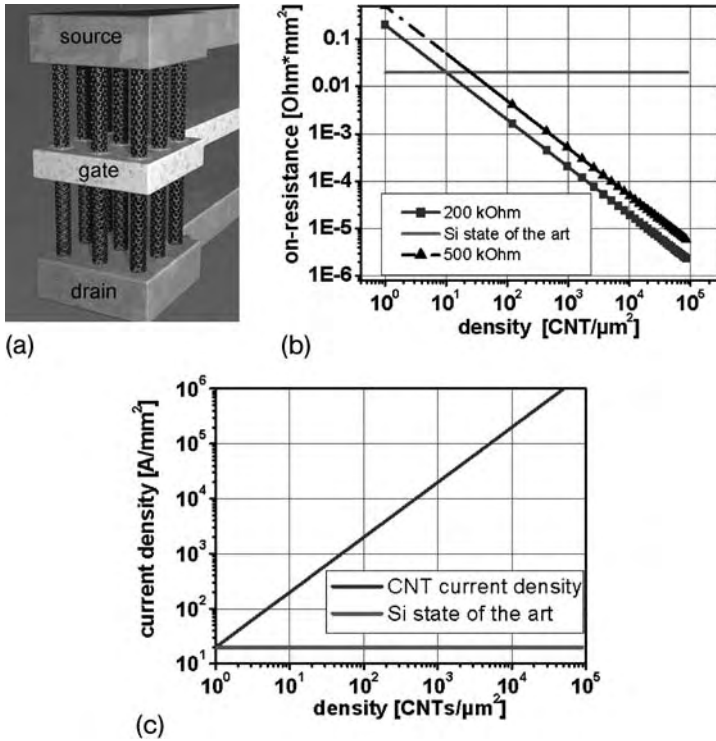 source
gate
drain
(a)
(b)
on-resistance [Ohm*mm²]
0.1
0.01
1E-3
1E-4
1E-5
1E-6
200 kOhm
Si state of the art
500 kOhm
10⁰ 10¹ 10² 10³ 10⁴ 10⁵
density [CNT/µm²]
current density [A/mm²]
10⁶
10⁵
10⁴
10³
10²
10¹
CNT current density
Si state of the art
10⁰ 10¹ 10² 10³ 10⁴ 10⁵
density [CNTs/µm²]
(c)